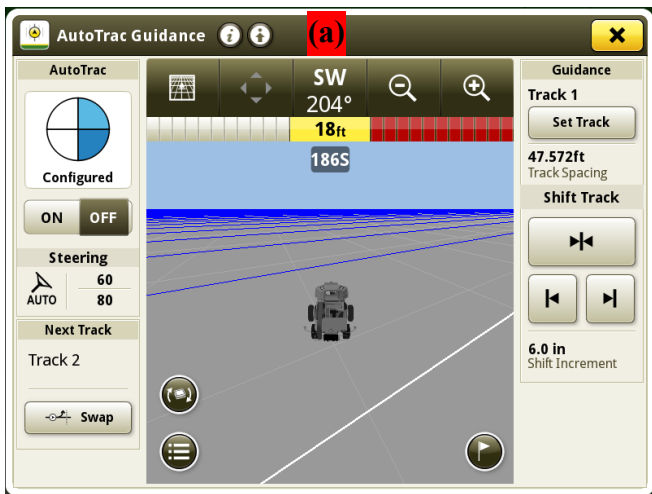 AutoTrac Guidance
(a)
AutoTrac
Configured
ON OFF
Steering
AUTO
60
80
Next Track
Track 2
Swap
SW
204°
18ft
186S
Guidance
Track 1
Set Track
47.572ft
Track Spacing
Shift Track
6.0 in
Shift Increment